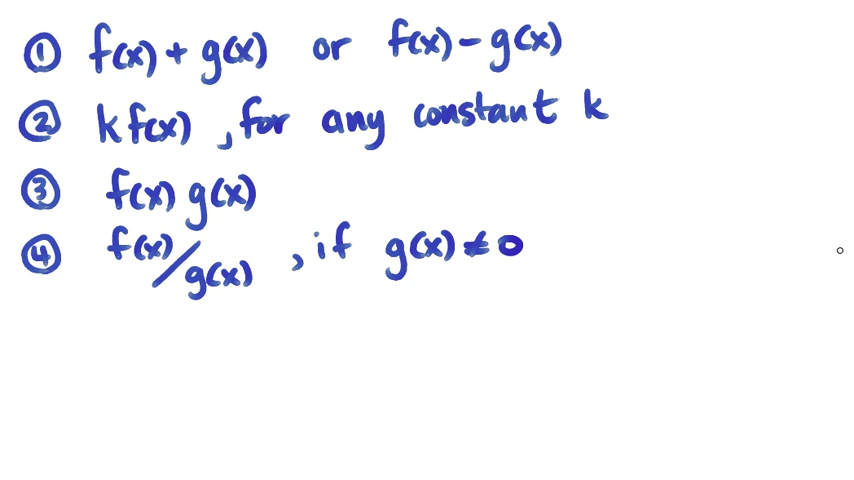 ① f(x) + g(x) or f(x) - g(x)
② k f(x), for any constant k
③ f(x) g(x)
④ f(x)/g(x), if g(x) ≠ 0